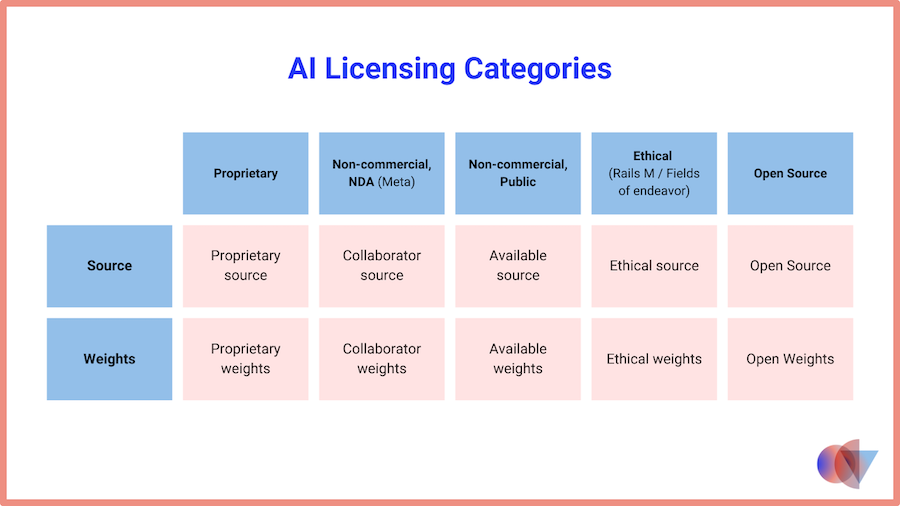 AI Licensing Categories
Proprietary
Non-commercial,
NDA (Meta)
Non-commercial,
Public
Ethical
(Rails M / Fields
of endeavor)
Open Source
Source
Proprietary
source
Collaborator
source
Available
source
Ethical source
Open Source
Weights
Proprietary
weights
Collaborator
weights
Available
weights
Ethical weights
Open Weights